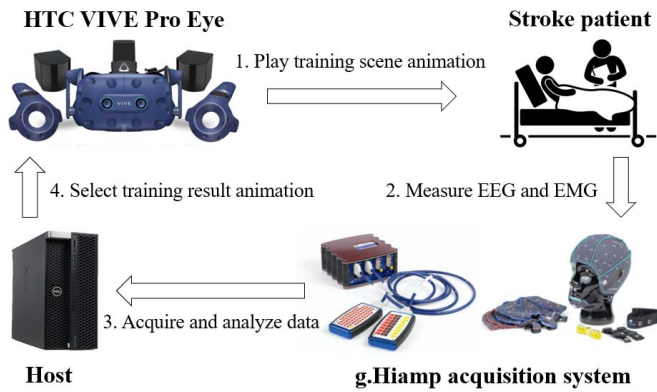 HTC VIVE Pro Eye
Stroke patient
1. Play training scene animation
VIVE
4. Select training result animation
2. Measure EEG and EMG
3. Acquire and analyze data
Host
g.Hiamp acquisition system